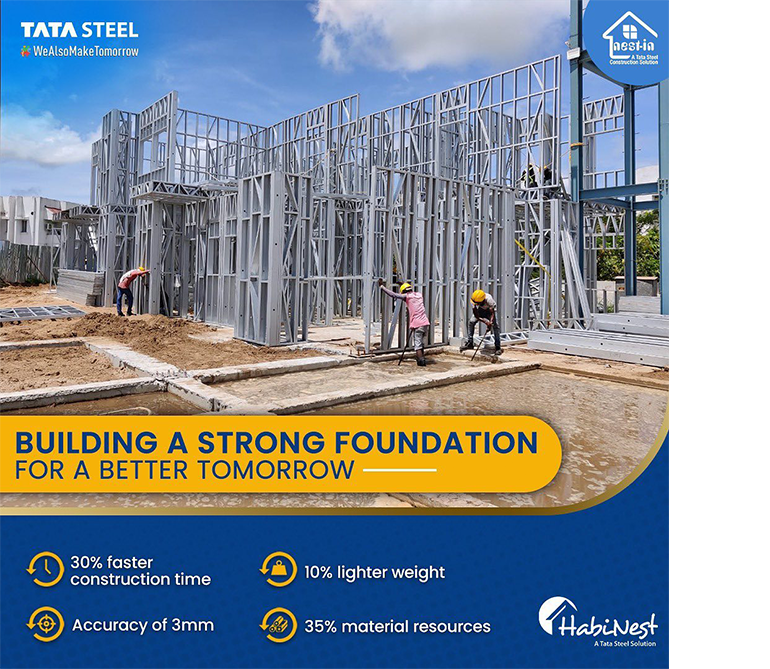 TATA STEEL
#WeAlsoMakeTomorrow
nest-in
A Tata Steel
Construction Solution
BUILDING A STRONG FOUNDATION
FOR A BETTER TOMORROW
30% faster
construction time
10% lighter weight
Accuracy of 3mm
35% material resources
HabiNest
A Tata Steel Solution